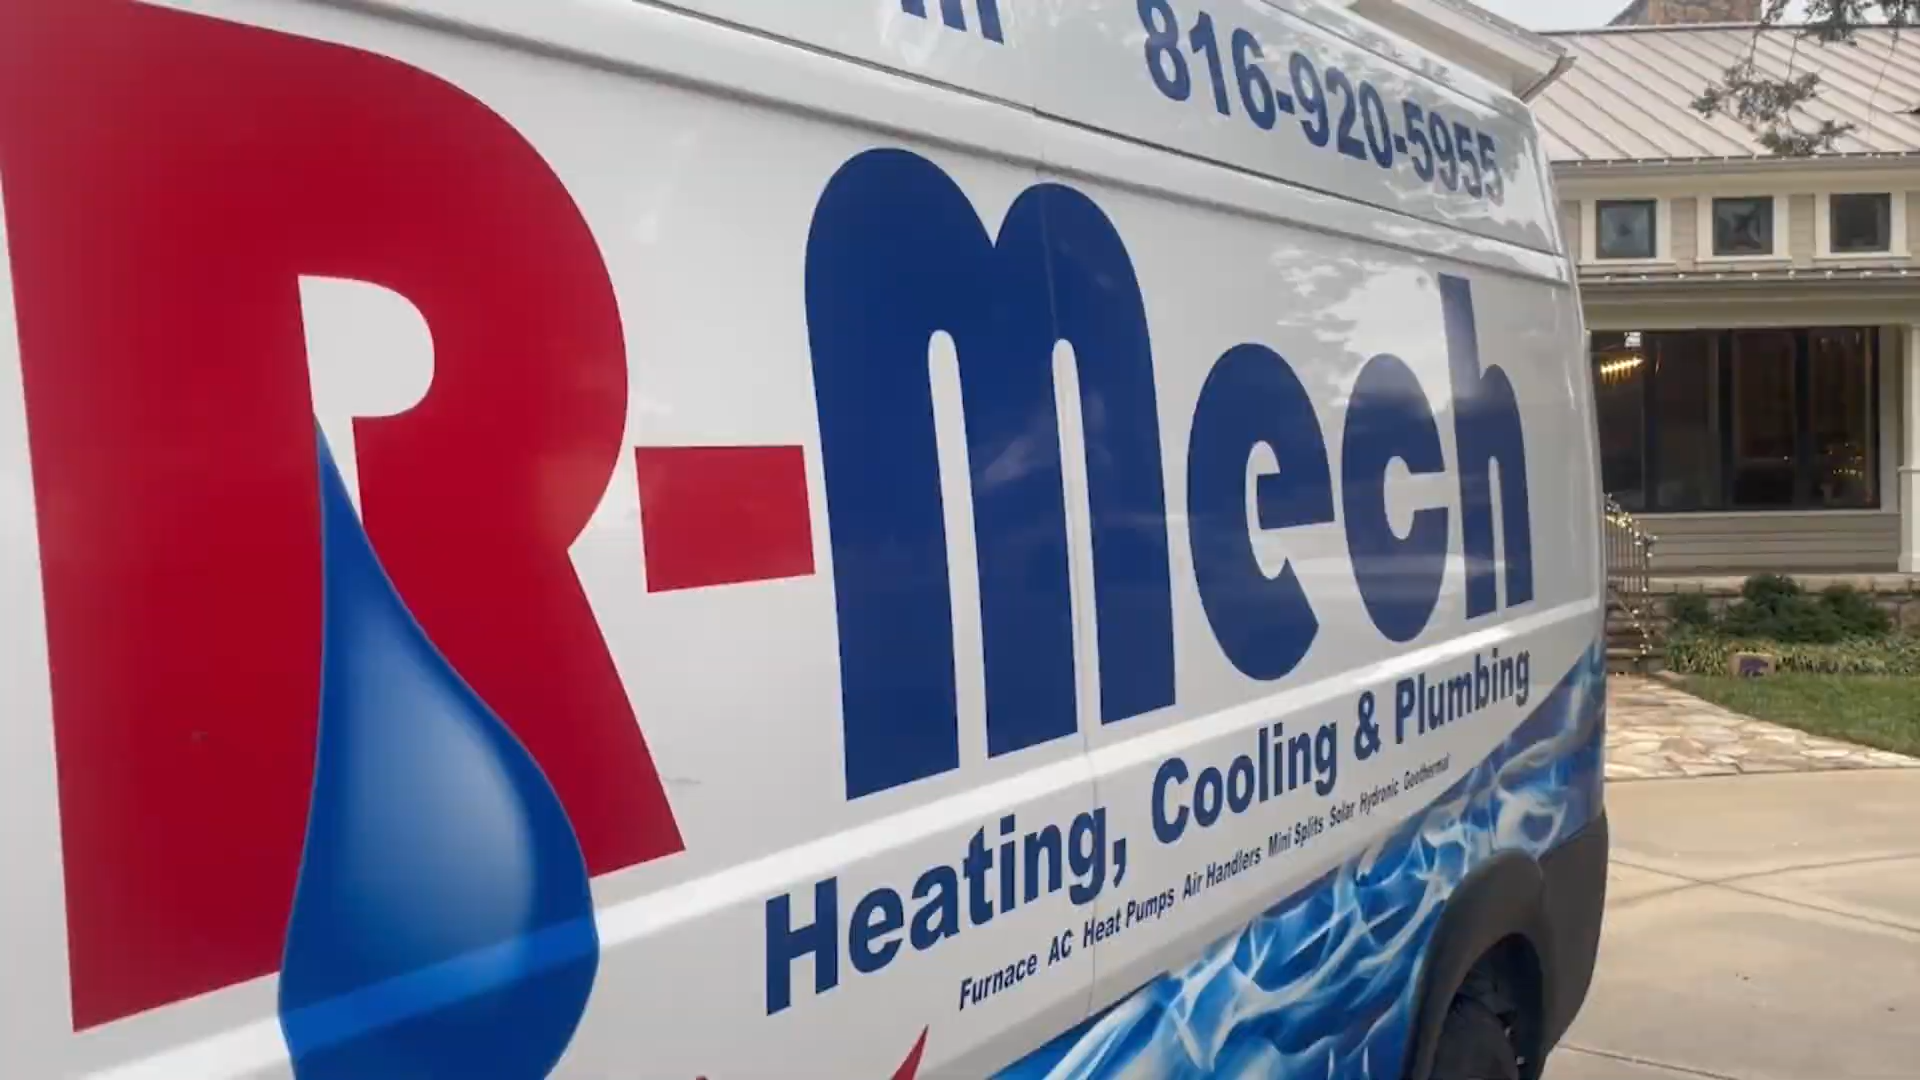 816-920-5955
R-Mech
Heating, Cooling & Plumbing
Furnace AC Heat Pumps Air Handlers Mini Splits Solar Hydronic Geothermal